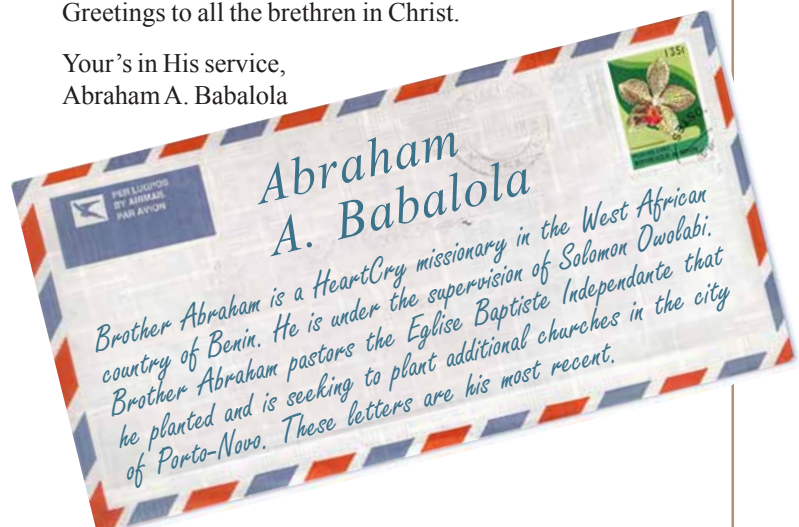 Greetings to all the brethren in Christ.
Your's in His service,
Abraham A. Babalola
135f
PER LUGPOS
BY AIRMAIL
PAR AVION
Abraham
A. Babalola
Brother Abraham is a HeartCry missionary in the West African
country of Benin. He is under the supervision of Solomon Owolabi.
Brother Abraham pastors the Eglise Baptiste Independante that
he planted and is seeking to plant additional churches in the city
of Porto-Novo. These letters are his most recent.